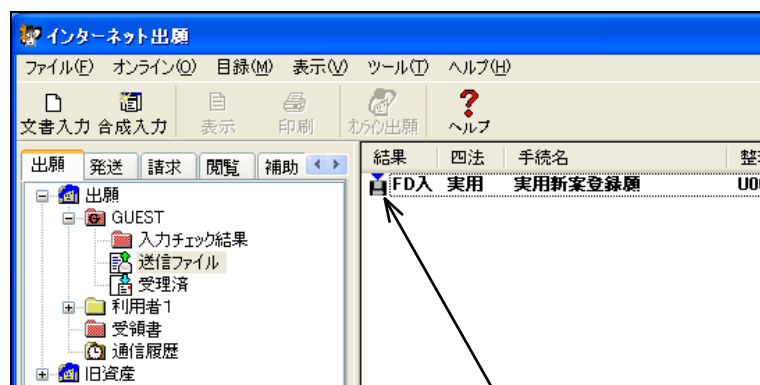 インターネット出願
ファイル(F) オンライン(O) 目録(M) 表示(V) ツール(T) ヘルプ(H)
文書入力 合成入力 表示 印刷 オンライン出願 ヘルプ
出願 発送 請求 閲覧 補助
結果 四法 手続名
FD入 実用 実用新案登録願
出願
GUEST
入力チェック結果
送信ファイル
受理済
利用者1
受領書
通信履歴
旧資産